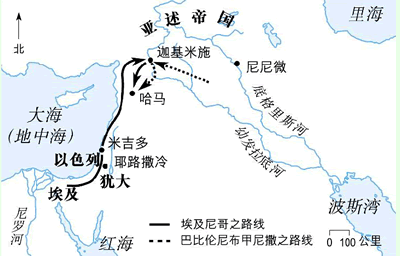 亚述帝国
里海
北
迦基米施
尼尼微
哈马
底格里斯河
大海
(地中海)
米吉多
幼发拉底河
以色列
耶路撒冷
埃及
犹大
波斯湾
尼罗河
红海
埃及尼哥之路线
巴比伦尼布甲尼撒之路线
0 100 公里